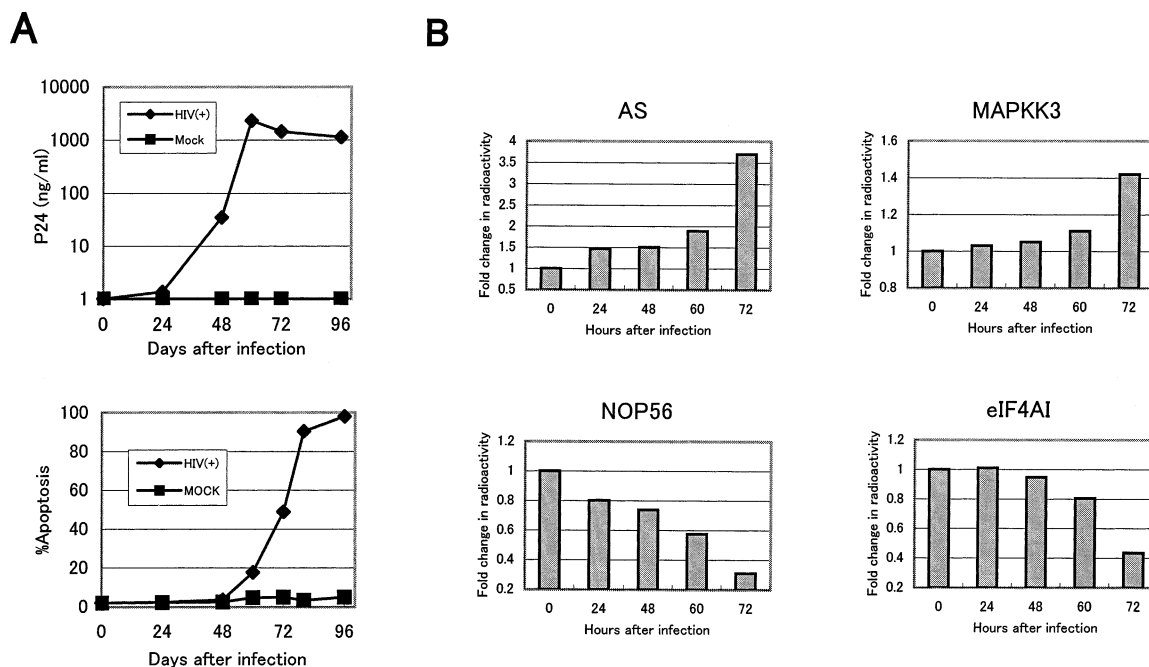 A
B
P24 (ng/ml)
10000
1000
100
10
1
HIV(+)
Mock
0 24 48 72 96
Days after infection
%Apoptosis
100
80
60
40
20
0
HIV(+)
MOCK
0 24 48 72 96
Days after infection
AS
Fold change in radioactivity
4
3.5
3
2.5
2
1.5
1
0.5
0 24 48 60 72
Hours after infection
MAPKK3
Fold change in radioactivity
1.6
1.4
1.2
1
0.8
0 24 48 60 72
Hours after infection
NOP56
Fold change in radioactivity
1.2
1
0.8
0.6
0.4
0.2
0 24 48 60 72
Hours after infection
eIF4AI
Fold change in radioactivity
1.2
1
0.8
0.6
0.4
0.2
0 24 48 60 72
Hours after infection